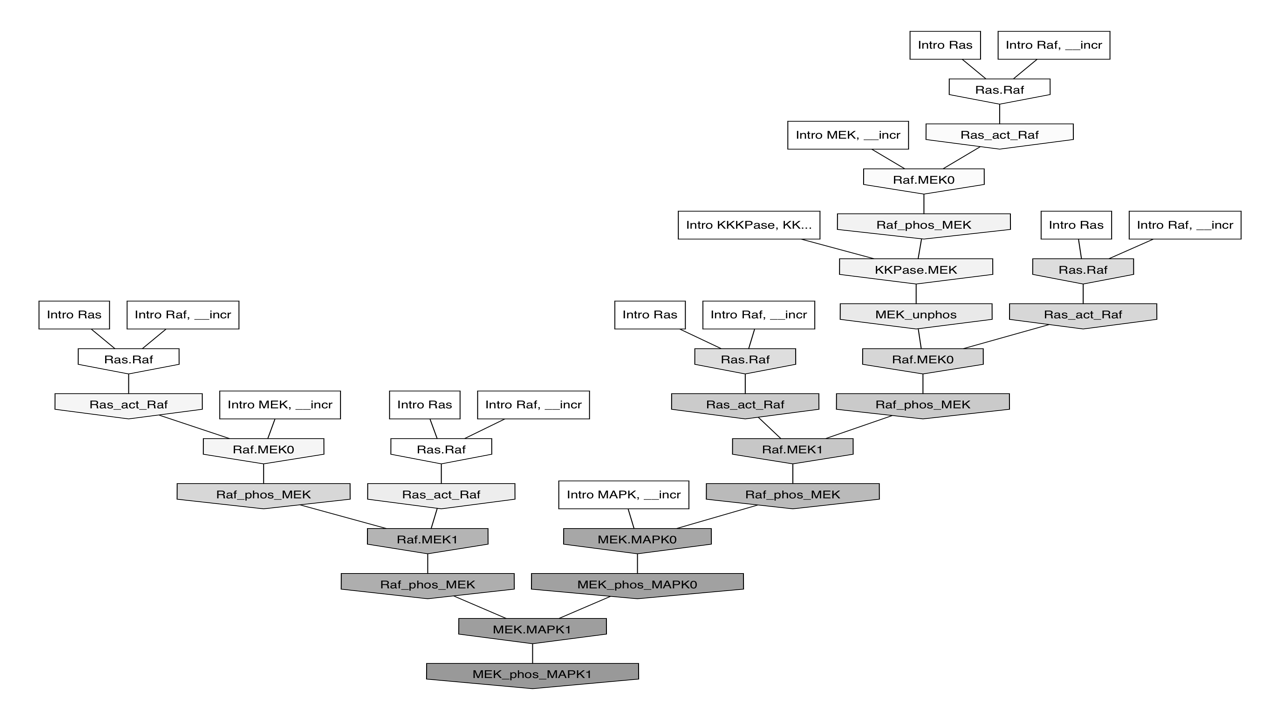 Intro Ras
Intro Raf, __incr
Ras.Raf
Intro MEK, __incr
Ras_act_Raf
Raf.MEK0
Intro KKKPase, KK...
Raf_phos_MEK
Intro Ras
Intro Raf, __incr
KKPase.MEK
Ras.Raf
Intro Ras
Intro Raf, __incr
Intro Ras
Intro Raf, __incr
MEK_unphos
Ras_act_Raf
Ras.Raf
Ras.Raf
Raf.MEK0
Ras_act_Raf
Intro MEK, __incr
Intro Ras
Intro Raf, __incr
Ras_act_Raf
Raf_phos_MEK
Raf.MEK0
Ras.Raf
Raf.MEK1
Raf_phos_MEK
Ras_act_Raf
Intro MAPK, __incr
Raf_phos_MEK
Raf.MEK1
MEK.MAPK0
Raf_phos_MEK
MEK_phos_MAPK0
MEK.MAPK1
MEK_phos_MAPK1